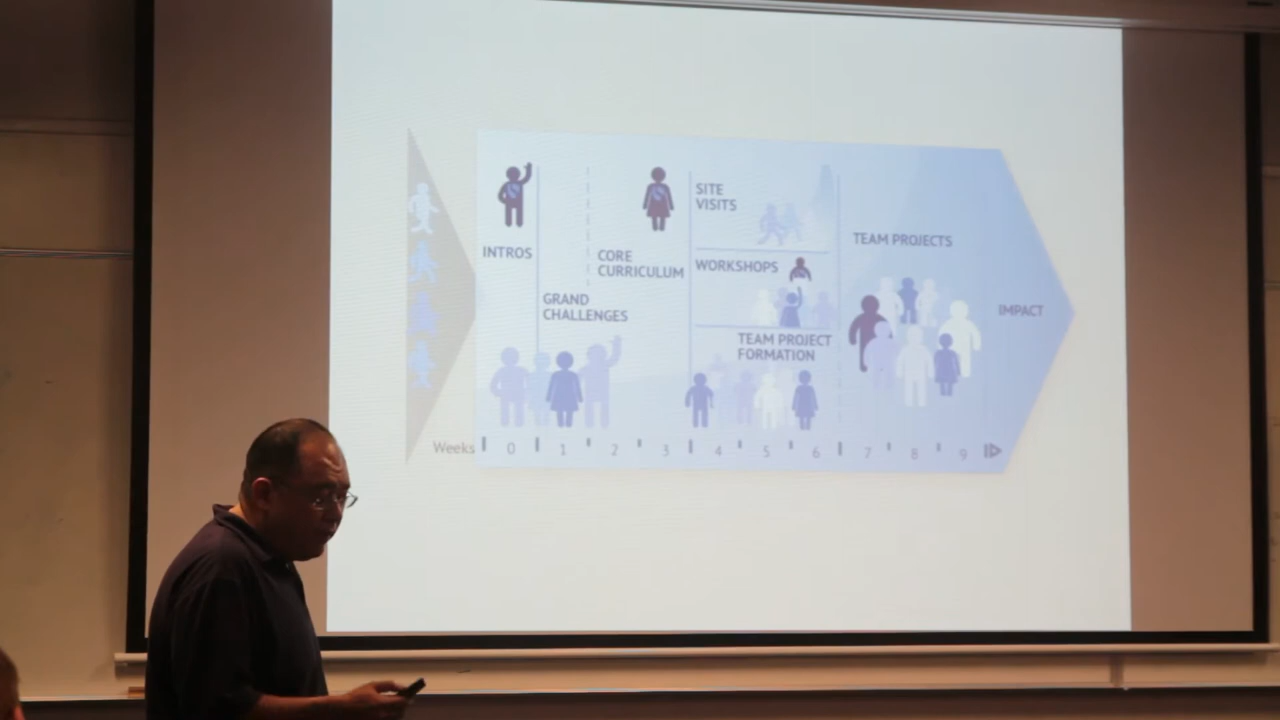 INTROS
GRAND
CHALLENGES
CORE
CURRICULUM
SITE
VISITS
WORKSHOPS
TEAM PROJECT
FORMATION
TEAM PROJECTS
IMPACT
Weeks 0 1 2 3 4 5 6 7 8 9